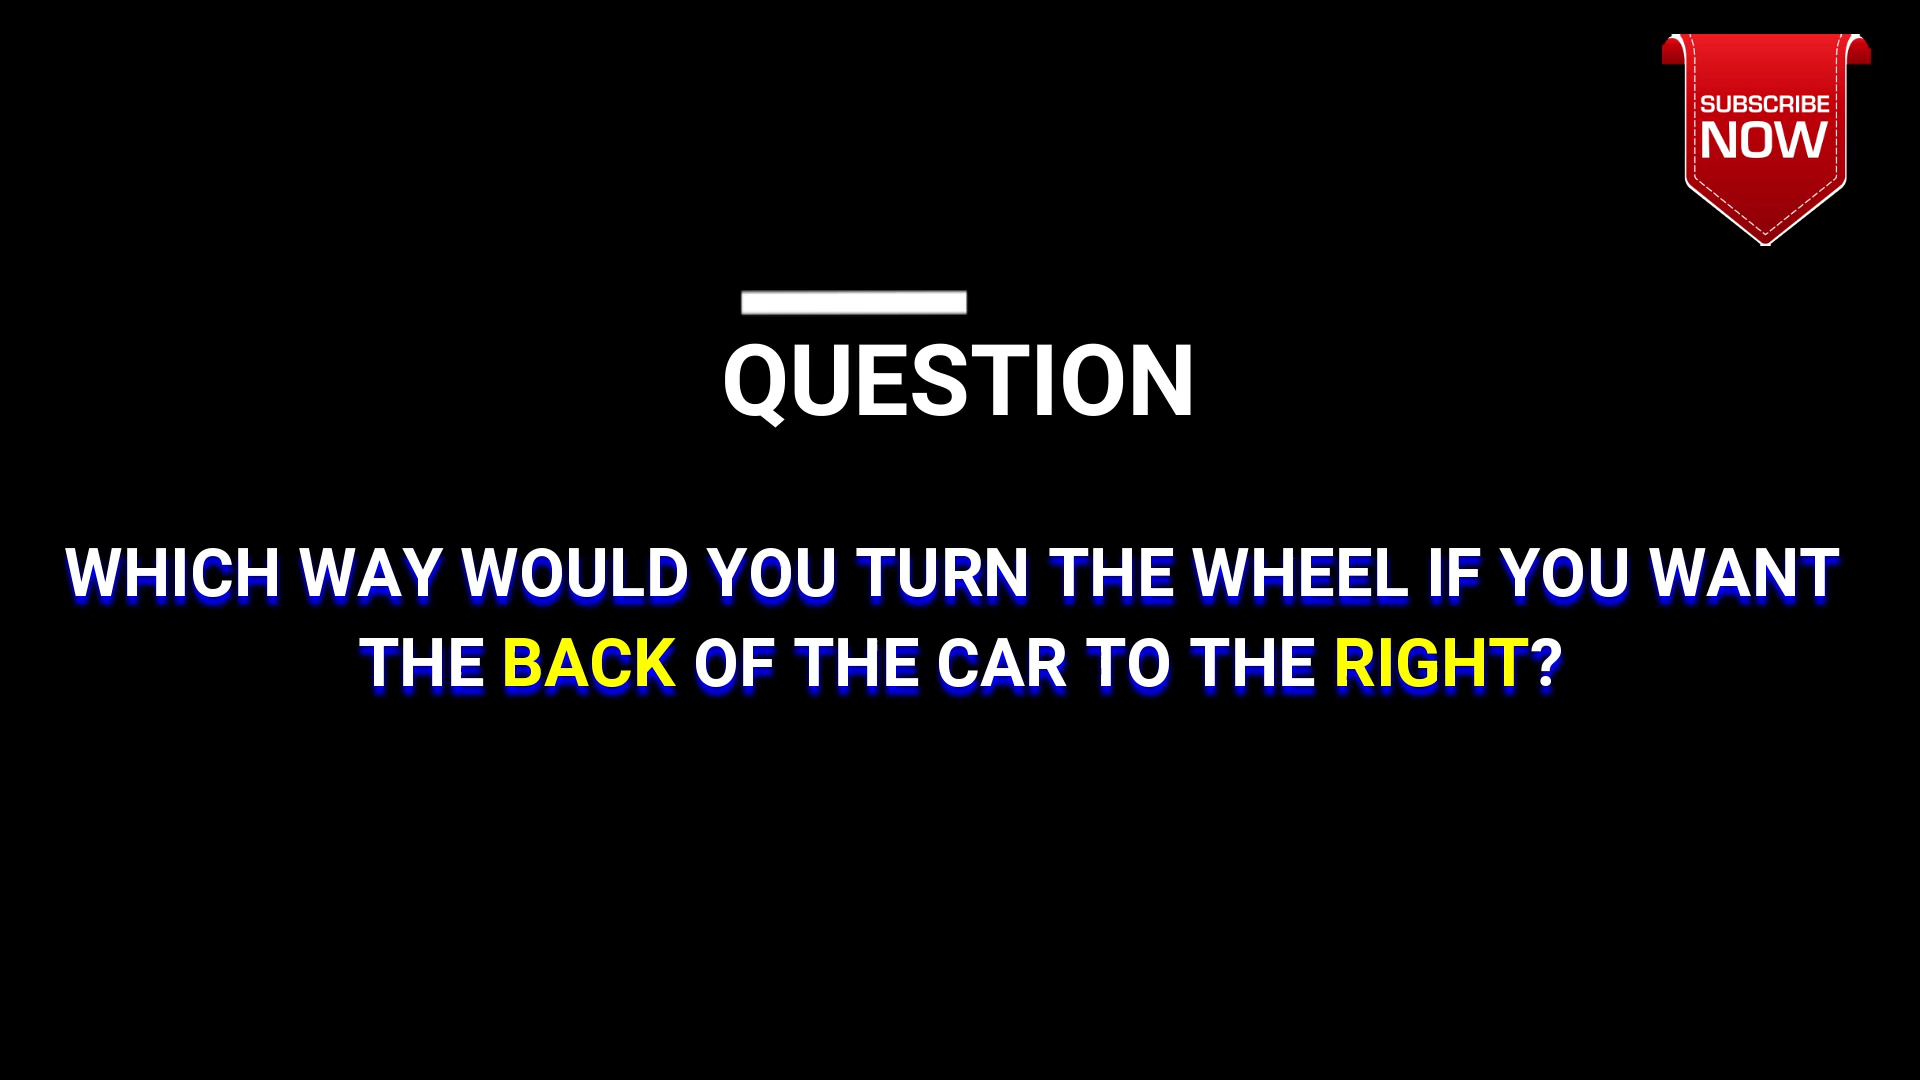 SUBSCRIBE
NOW
QUESTION
WHICH WAY WOULD YOU TURN THE WHEEL IF YOU WANT
THE BACK OF THE CAR TO THE RIGHT?